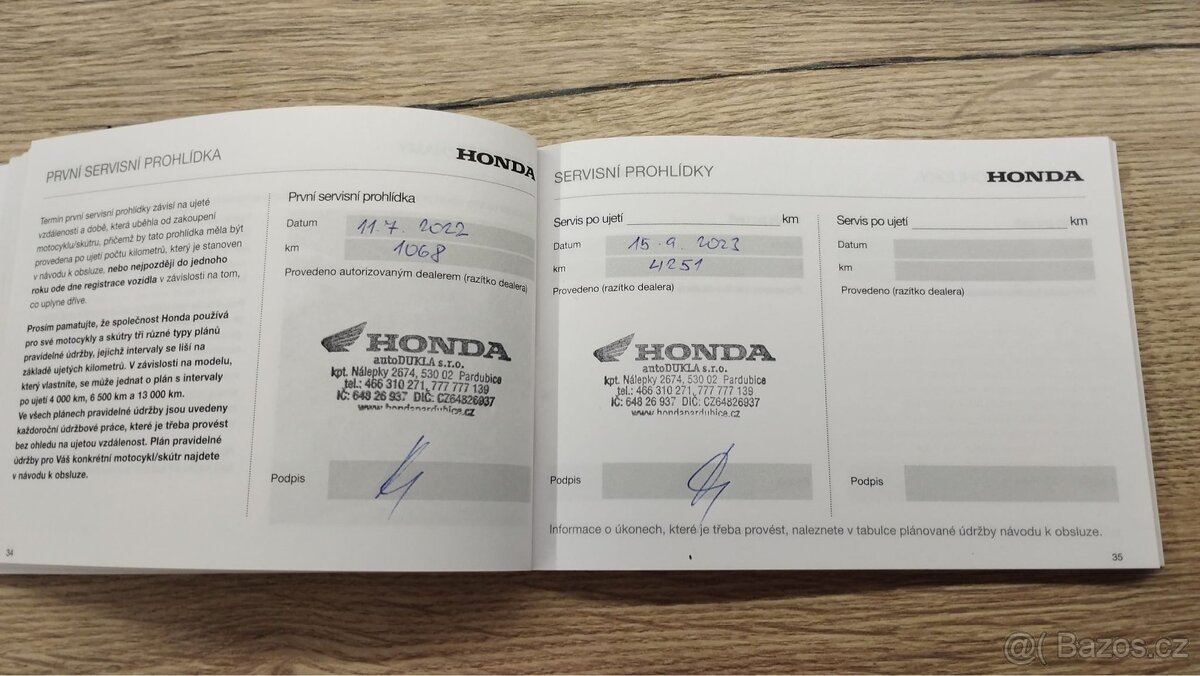 PRVNÍ SERVISNÍ PROHLÍDKA
HONDA
Termín první servisní prohlídky závisí na ujeté
vzdálenosti a době, která uběhla od zakoupení
motocyklu/skútru, přičemž by tato prohlídka měla být
provedena po ujetí počtu kilometrů, který je stanoven
v návodu k obsluze, nebo nejpozději do jednoho
roku ode dne registrace vozidla v závislosti na tom,
co uplyne dříve.
Prosím pamatujte, že společnost Honda používá
pro své motocykly a skútry tři různé typy plánů
pravidelné údržby, jejichž intervaly se liší na
základě ujetých kilometrů. V závislosti na modelu,
který vlastníte, se může jednat o plán s intervaly
po ujetí 4 000 km, 6 500 km a 13 000 km.
Ve všech plánech pravidelné údržby jsou uvedeny
každoroční údržbové práce, které je třeba provést
bez ohledu na ujetou vzdálenost. Plán pravidelné
údržby pro Váš konkrétní motocykl/skútr najdete
v návodu k obsluze.
34
První servisní prohlídka
Datum 11.7. 2022
km 1068
Provedeno autorizovaným dealerem (razítko dealera)
HONDA
autoDUKLA s.r.o.
kpt. Nálepky 2674, 530 02 Pardubice
tel.: 466 310 271, 777 777 139
IČ: 648 26 937 DIČ: CZ64826937
www.hondapardubice.cz
Podpis
SERVISNÍ PROHLÍDKY
HONDA
Servis po ujetí km
Datum 15.9. 2023
km 4251
Provedeno (razítko dealera)
HONDA
autoDUKLA s.r.o.
kpt. Nálepky 2674, 530 02 Pardubice
tel.: 466 310 271, 777 777 139
IČ: 648 26 937 DIČ: CZ64826937
www.hondapardubice.cz
Podpis
Servis po ujetí km
Datum
km
Provedeno (razítko dealera)
Podpis
Informace o úkonech, které je třeba provést, naleznete v tabulce plánované údržby návodu k obsluze.
35
@( Bazos.cz